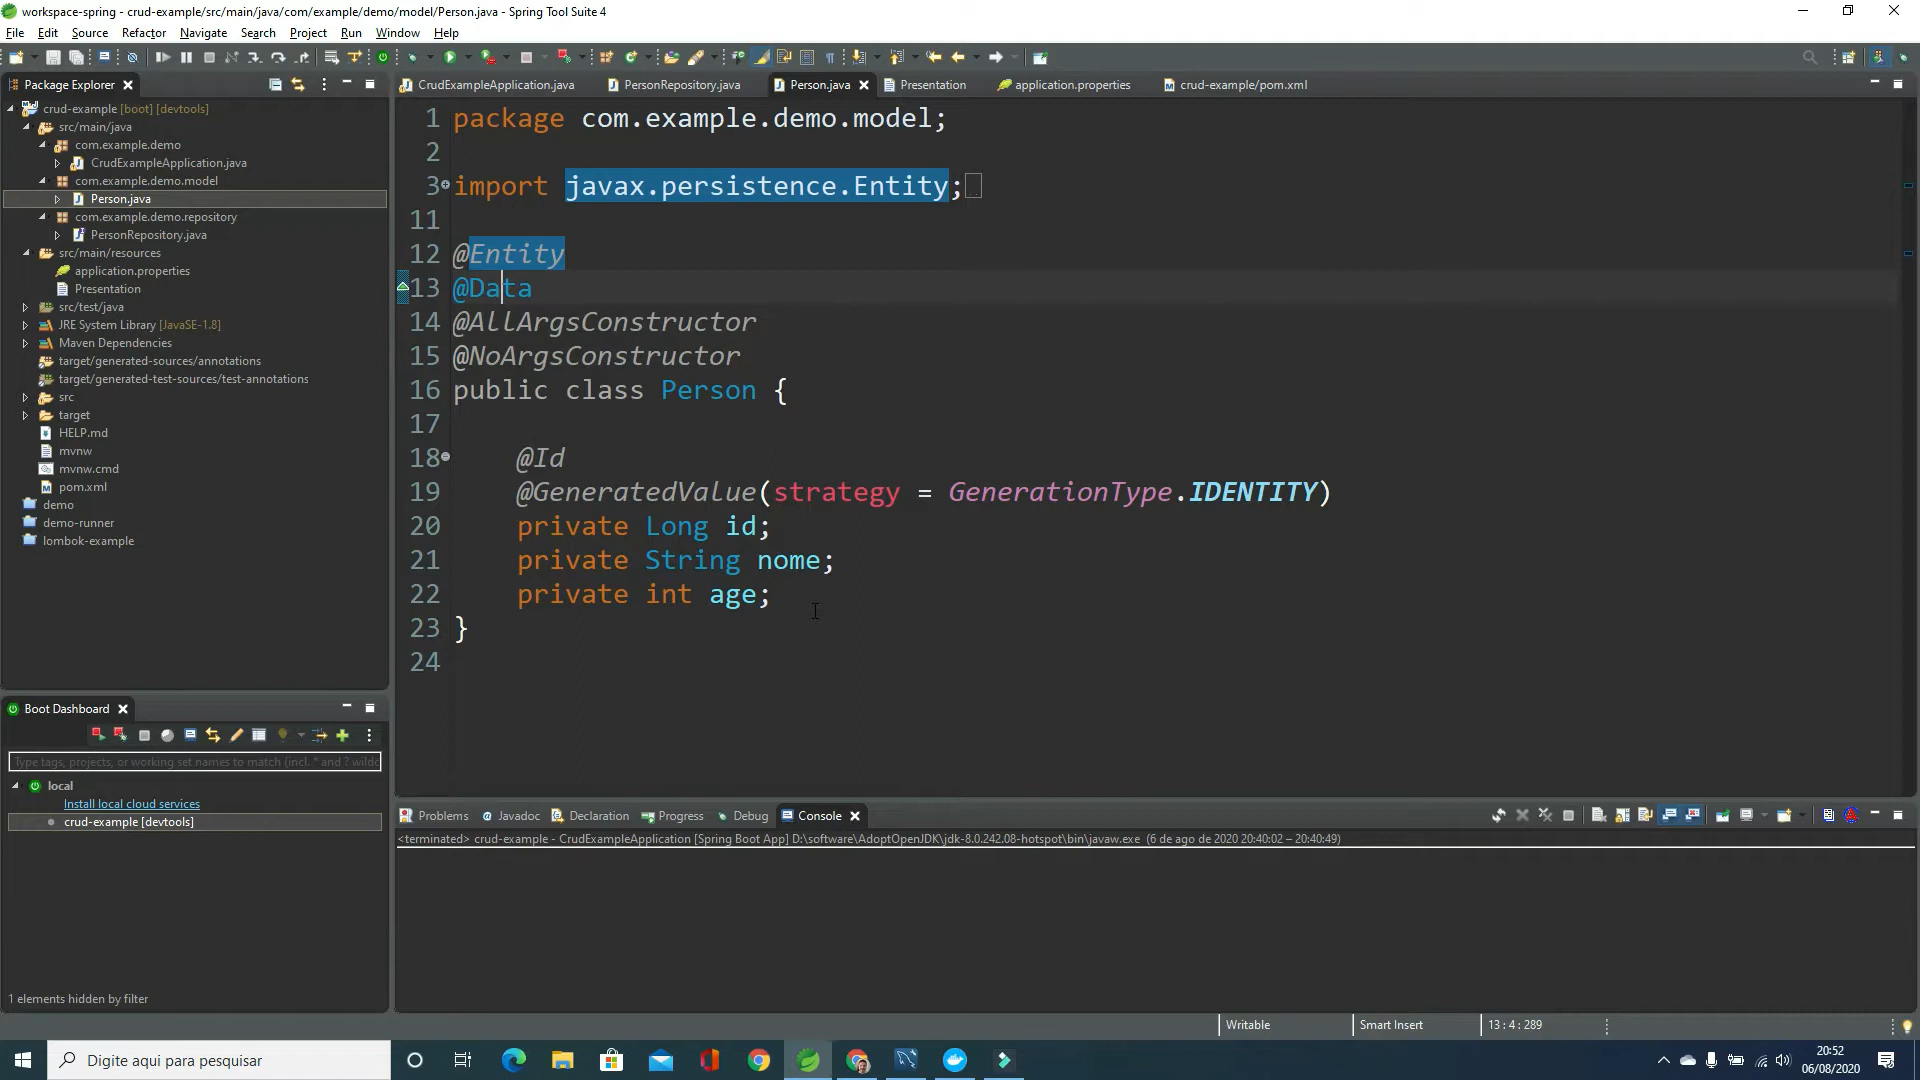 workspace-spring - crud-example/src/main/java/com/example/demo/model/Person.java - Spring Tool Suite 4
File Edit Source Refactor Navigate Search Project Run Window Help
Package Explorer
crud-example [boot] [devtools]
src/main/java
com.example.demo
CrudExampleApplication.java
com.example.demo.model
Person.java
com.example.demo.repository
PersonRepository.java
src/main/resources
application.properties
Presentation
src/test/java
JRE System Library [JavaSE-1.8]
Maven Dependencies
target/generated-sources/annotations
target/generated-test-sources/test-annotations
src
target
HELP.md
mvnw
mvnw.cmd
pom.xml
demo
demo-runner
lombok-example
CrudExampleApplication.java PersonRepository.java Person.java Presentation application.properties crud-example/pom.xml
1 package com.example.demo.model;
2
3 import javax.persistence.Entity;
11
12 @Entity
13 @Data
14 @AllArgsConstructor
15 @NoArgsConstructor
16 public class Person {
17
18 @Id
19 @GeneratedValue(strategy = GenerationType.IDENTITY)
20 private Long id;
21 private String nome;
22 private int age;
23 }
24
Boot Dashboard
Type tags, projects, or working set names to match (incl. * and ? wildc
local
Install local cloud services
crud-example [devtools]
1 elements hidden by filter
Problems Javadoc Declaration Progress Debug Console
<terminated> crud-example - CrudExampleApplication [Spring Boot App] D:\software\AdoptOpenJDK\jdk-8.0.242.08-hotspot\bin\javaw.exe (6 de ago de 2020 20:40:02 – 20:40:49)
Writable Smart Insert 13 : 4 : 289
Digite aqui para pesquisar
20:52
06/08/2020